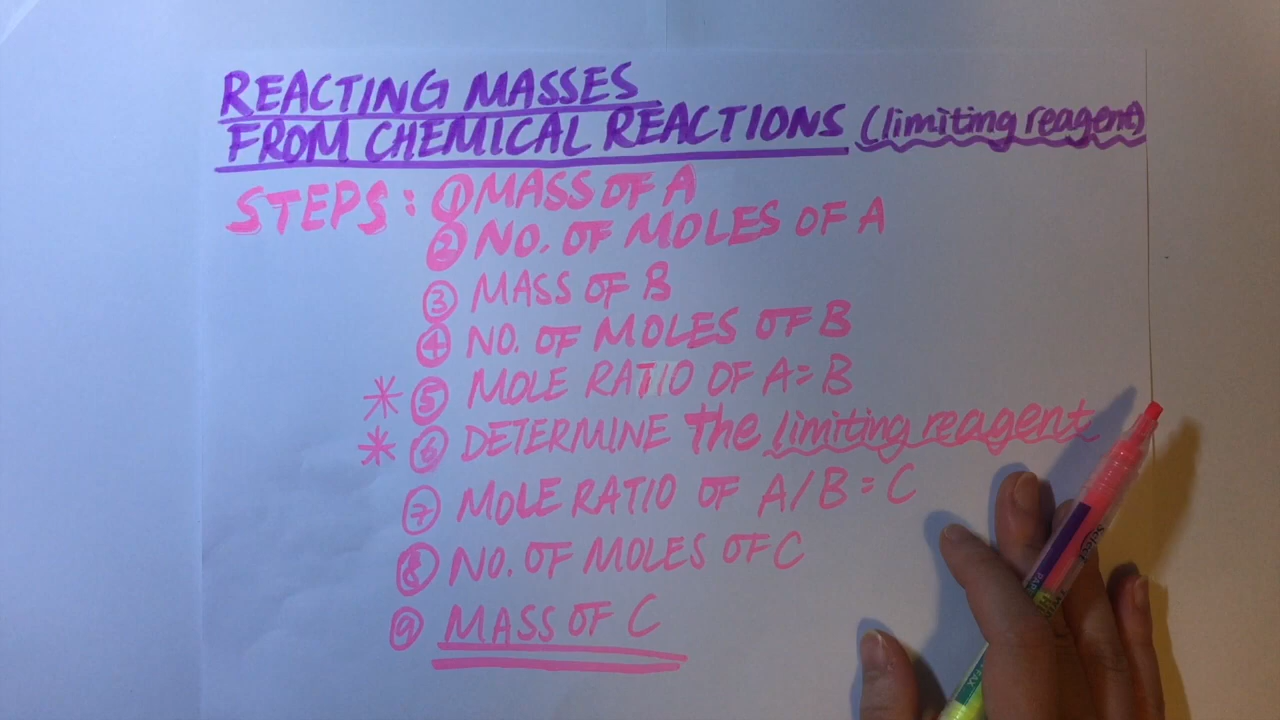 REACTING MASSES
FROM CHEMICAL REACTIONS (limiting reagent)
STEPS: ① MASS OF A
② NO. OF MOLES OF A
③ MASS OF B
④ NO. OF MOLES OF B
* ⑤ MOLE RATIO OF A:B
* ⑥ DETERMINE the limiting reagent
⑦ MOLE RATIO OF A/B:C
⑧ NO. OF MOLES OF C
⑨ MASS OF C
Select